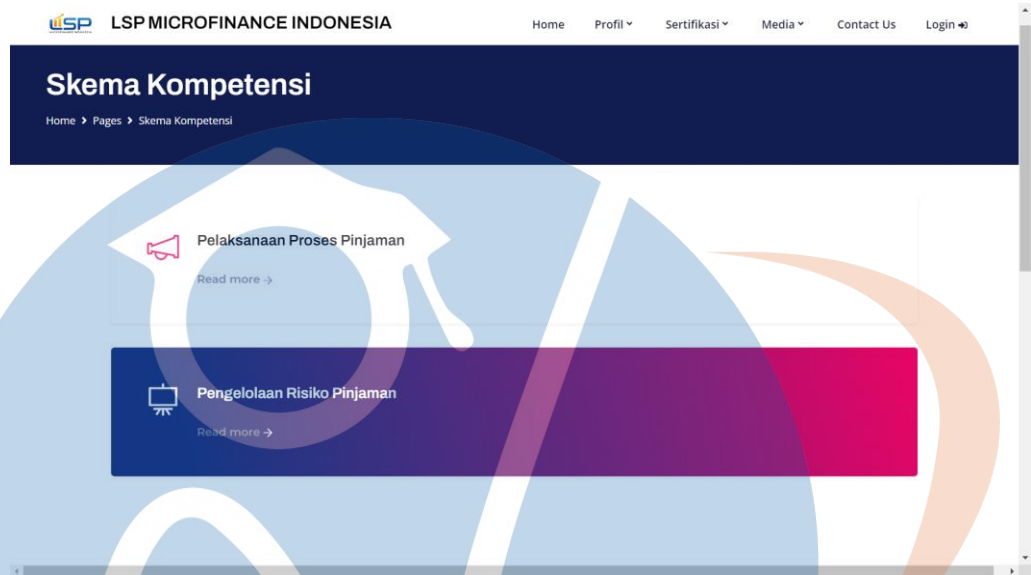 LSP LSP MICROFINANCE INDONESIA Home Profil Sertifikasi Media Contact Us Login
Skema Kompetensi
Home > Pages > Skema Kompetensi
Pelaksanaan Proses Pinjaman
Read more →
Pengelolaan Risiko Pinjaman
Read more →